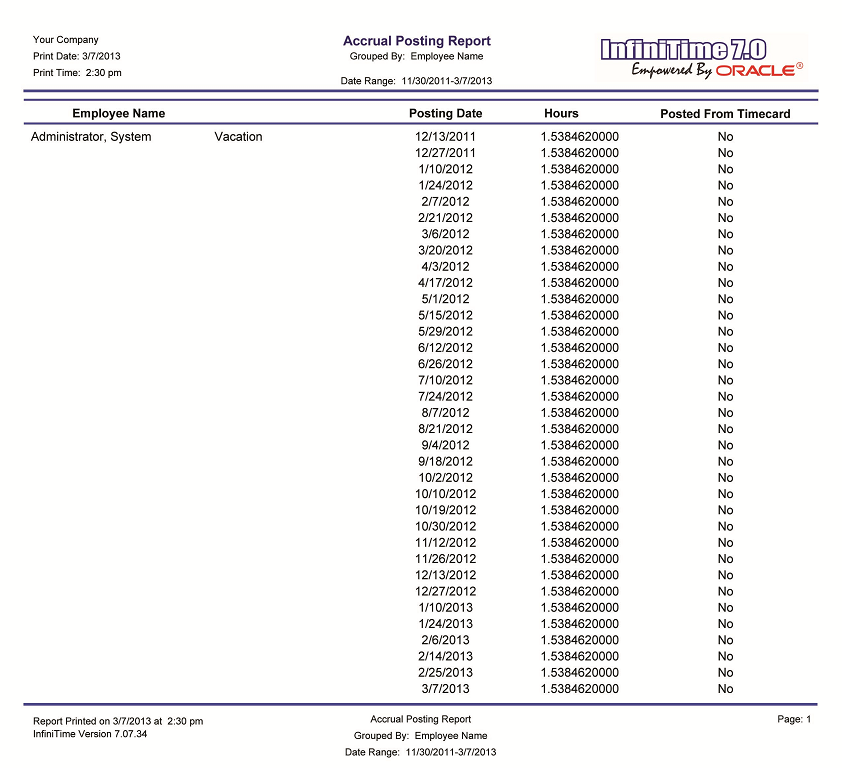 Your Company
Print Date: 3/7/2013
Print Time: 2:30 pm
Accrual Posting Report
Grouped By: Employee Name
Date Range: 11/30/2011-3/7/2013
InfiniTime 7.0
Empowered By ORACLE®
Employee Name Posting Date Hours Posted From Timecard
Administrator, System Vacation 12/13/2011 1.5384620000 No
12/27/2011 1.5384620000 No
1/10/2012 1.5384620000 No
1/24/2012 1.5384620000 No
2/7/2012 1.5384620000 No
2/21/2012 1.5384620000 No
3/6/2012 1.5384620000 No
3/20/2012 1.5384620000 No
4/3/2012 1.5384620000 No
4/17/2012 1.5384620000 No
5/1/2012 1.5384620000 No
5/15/2012 1.5384620000 No
5/29/2012 1.5384620000 No
6/12/2012 1.5384620000 No
6/26/2012 1.5384620000 No
7/10/2012 1.5384620000 No
7/24/2012 1.5384620000 No
8/7/2012 1.5384620000 No
8/21/2012 1.5384620000 No
9/4/2012 1.5384620000 No
9/18/2012 1.5384620000 No
10/2/2012 1.5384620000 No
10/10/2012 1.5384620000 No
10/19/2012 1.5384620000 No
10/30/2012 1.5384620000 No
11/12/2012 1.5384620000 No
11/26/2012 1.5384620000 No
12/13/2012 1.5384620000 No
12/27/2012 1.5384620000 No
1/10/2013 1.5384620000 No
1/24/2013 1.5384620000 No
2/6/2013 1.5384620000 No
2/14/2013 1.5384620000 No
2/25/2013 1.5384620000 No
3/7/2013 1.5384620000 No
Report Printed on 3/7/2013 at 2:30 pm
InfiniTime Version 7.07.34
Accrual Posting Report
Grouped By: Employee Name
Date Range: 11/30/2011-3/7/2013
Page: 1